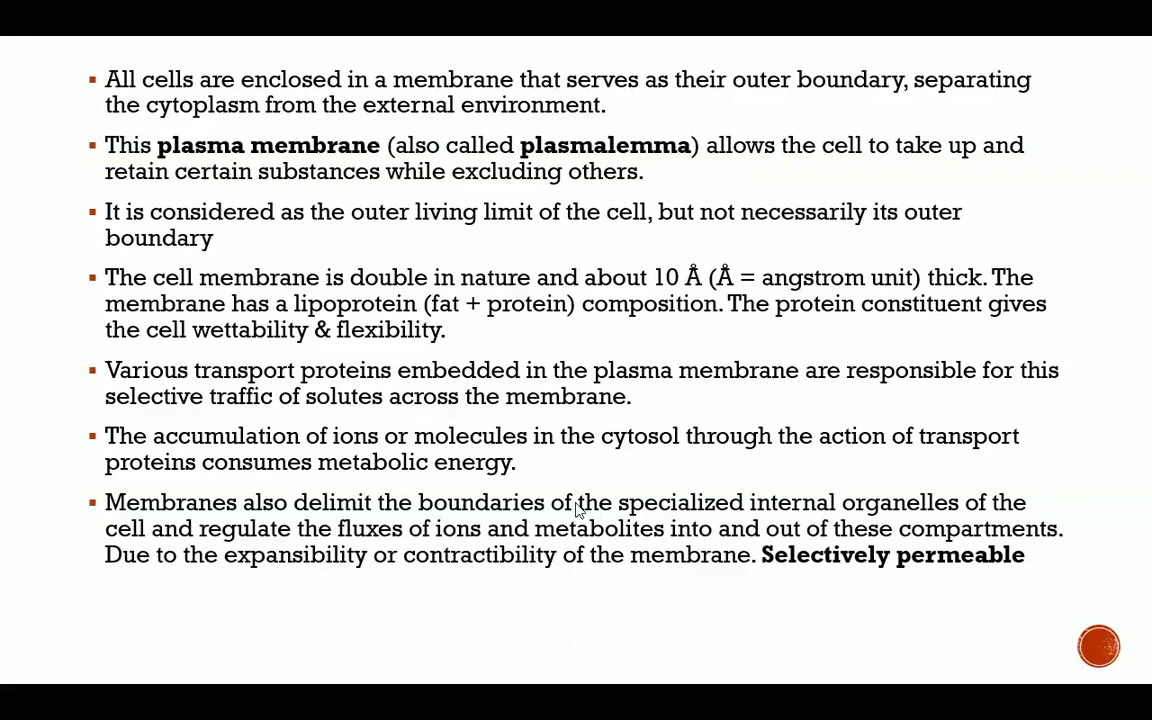 ▪ All cells are enclosed in a membrane that serves as their outer boundary, separating
the cytoplasm from the external environment.
▪ This plasma membrane (also called plasmalemma) allows the cell to take up and
retain certain substances while excluding others.
▪ It is considered as the outer living limit of the cell, but not necessarily its outer
boundary
▪ The cell membrane is double in nature and about 10 Å (Å = angstrom unit) thick. The
membrane has a lipoprotein (fat + protein) composition. The protein constituent gives
the cell wettability & flexibility.
▪ Various transport proteins embedded in the plasma membrane are responsible for this
selective traffic of solutes across the membrane.
▪ The accumulation of ions or molecules in the cytosol through the action of transport
proteins consumes metabolic energy.
▪ Membranes also delimit the boundaries of the specialized internal organelles of the
cell and regulate the fluxes of ions and metabolites into and out of these compartments.
Due to the expansibility or contractibility of the membrane. Selectively permeable